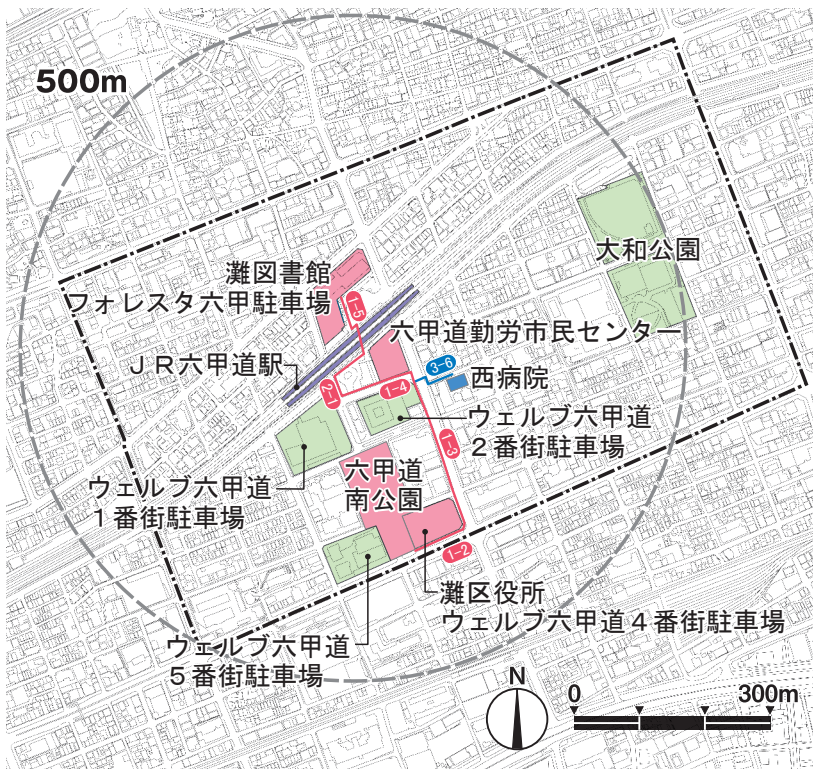 500m
大和公園
灘図書館
フォレスタ六甲駐車場
1-5
六甲道勤労市民センター
JR六甲道駅
3-6
西病院
2-1
1-4
ウェルブ六甲道
2番街駐車場
1-3
六甲道
南公園
ウェルブ六甲道
1番街駐車場
1-2
灘区役所
ウェルブ六甲道4番街駐車場
ウェルブ六甲道
5番街駐車場
N
0 300m